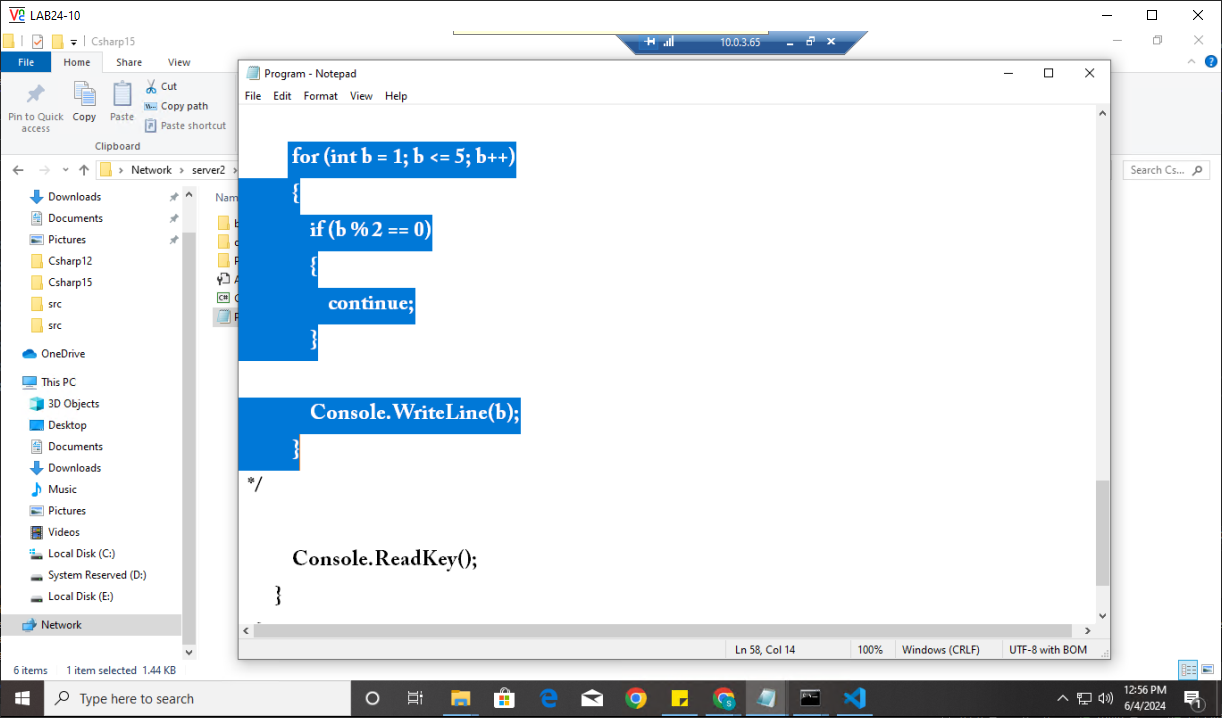 LAB24-10
Csharp15
10.0.3.65
File Home Share View
Pin to Quick access
Copy
Paste
Cut
Copy path
Paste shortcut
Clipboard
Network › server2 ›
Search Cs...
Downloads
Documents
Pictures
Csharp12
Csharp15
src
src
OneDrive
This PC
3D Objects
Desktop
Documents
Downloads
Music
Pictures
Videos
Local Disk (C:)
System Reserved (D:)
Local Disk (E:)
Network
6 items 1 item selected 1.44 KB
Program - Notepad
File Edit Format View Help
for (int b = 1; b <= 5; b++)
{
if (b % 2 == 0)
{
continue;
}
Console.WriteLine(b);
}
*/
Console.ReadKey();
}
Ln 58, Col 14 100% Windows (CRLF) UTF-8 with BOM
Type here to search
12:56 PM
6/4/2024
1